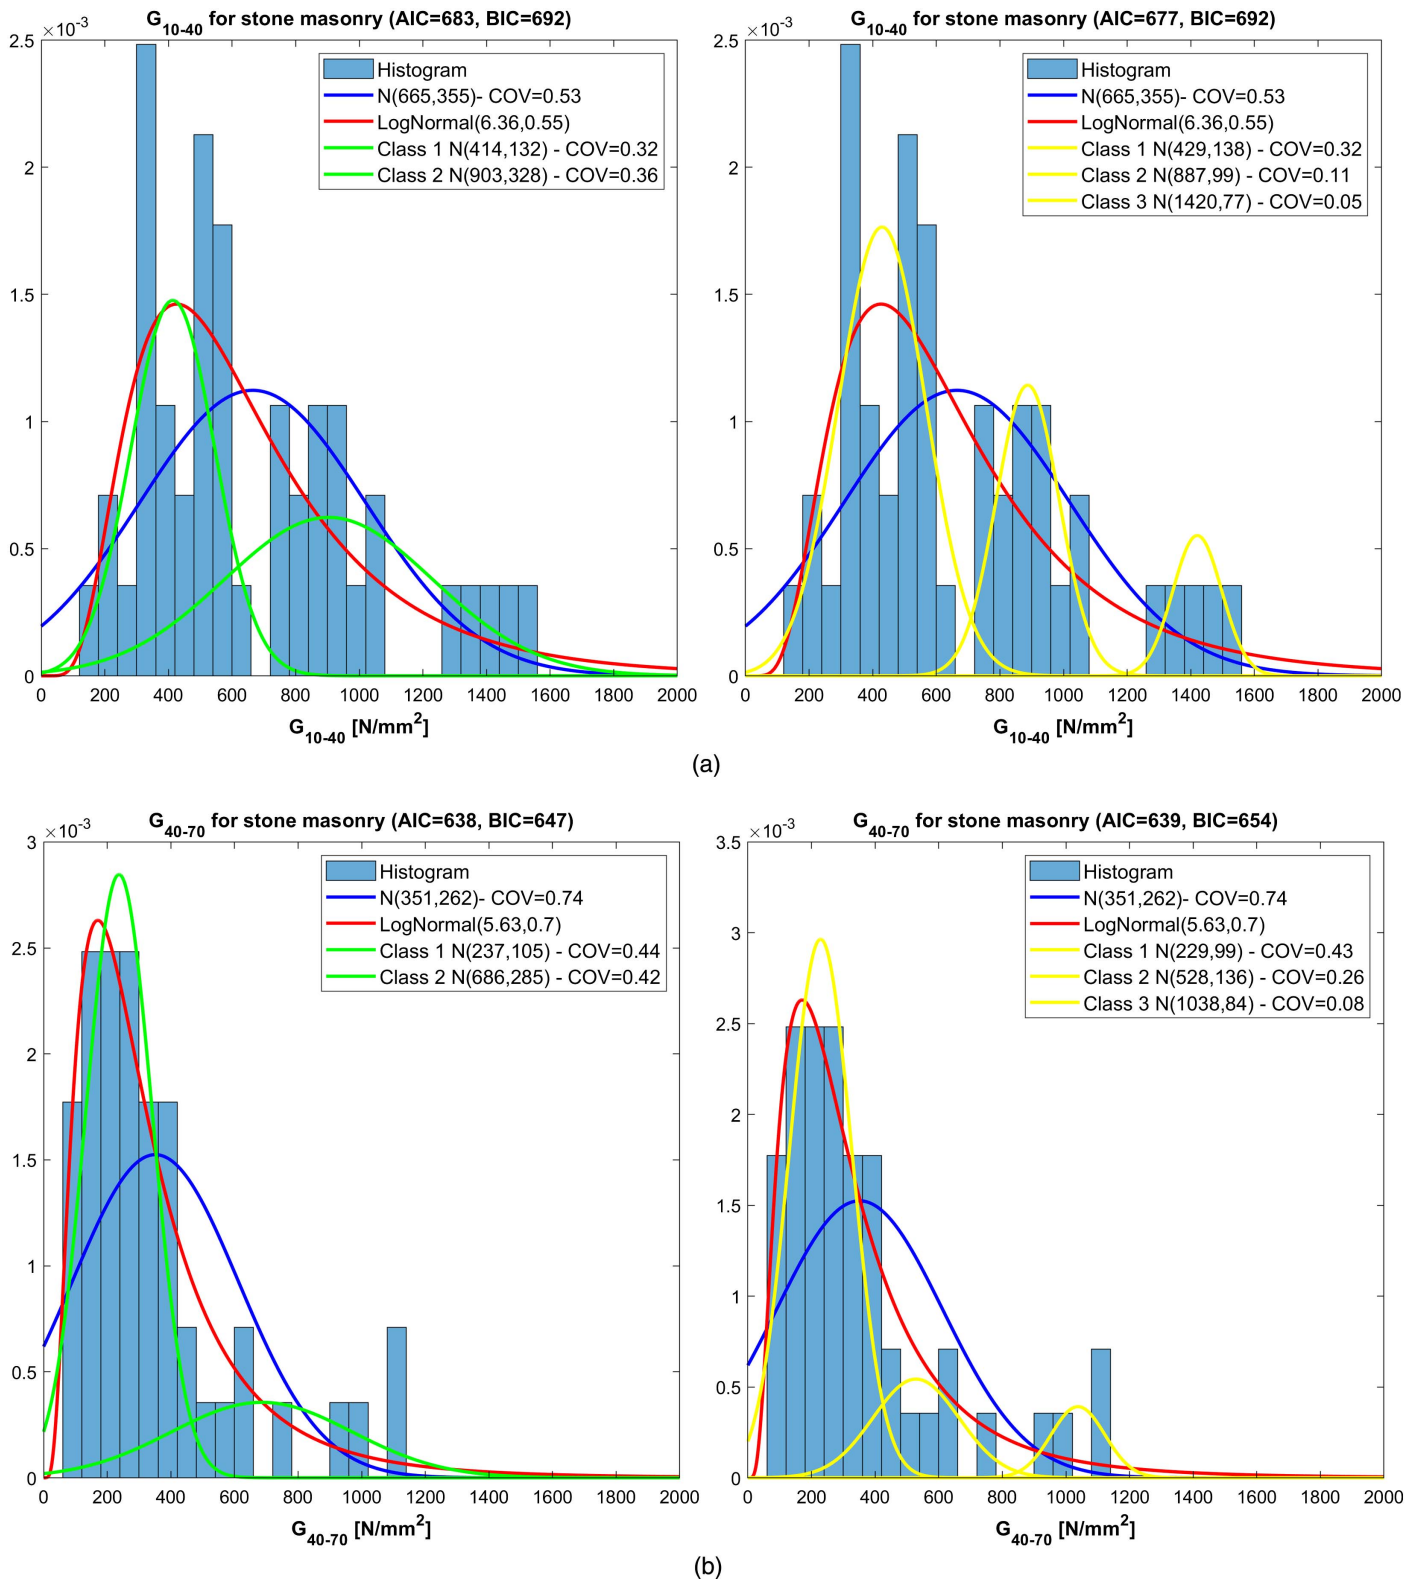 G10-40 for stone masonry (AIC=683, BIC=692)
×10-3
2.5
2
1.5
1
0.5
0
Histogram
N(665,355)- COV=0.53
LogNormal(6.36,0.55)
Class 1 N(414,132) - COV=0.32
Class 2 N(903,328) - COV=0.36
0 200 400 600 800 1000 1200 1400 1600 1800 2000
G10-40 [N/mm2]
G10-40 for stone masonry (AIC=677, BIC=692)
×10-3
2.5
2
1.5
1
0.5
0
Histogram
N(665,355)- COV=0.53
LogNormal(6.36,0.55)
Class 1 N(429,138) - COV=0.32
Class 2 N(887,99) - COV=0.11
Class 3 N(1420,77) - COV=0.05
0 200 400 600 800 1000 1200 1400 1600 1800 2000
G10-40 [N/mm2]
(a)
G40-70 for stone masonry (AIC=638, BIC=647)
×10-3
3
2.5
2
1.5
1
0.5
0
Histogram
N(351,262)- COV=0.74
LogNormal(5.63,0.7)
Class 1 N(237,105) - COV=0.44
Class 2 N(686,285) - COV=0.42
0 200 400 600 800 1000 1200 1400 1600 1800 2000
G40-70 [N/mm2]
G40-70 for stone masonry (AIC=639, BIC=654)
×10-3
3.5
3
2.5
2
1.5
1
0.5
0
Histogram
N(351,262)- COV=0.74
LogNormal(5.63,0.7)
Class 1 N(229,99) - COV=0.43
Class 2 N(528,136) - COV=0.26
Class 3 N(1038,84) - COV=0.08
0 200 400 600 800 1000 1200 1400 1600 1800 2000
G40-70 [N/mm2]
(b)